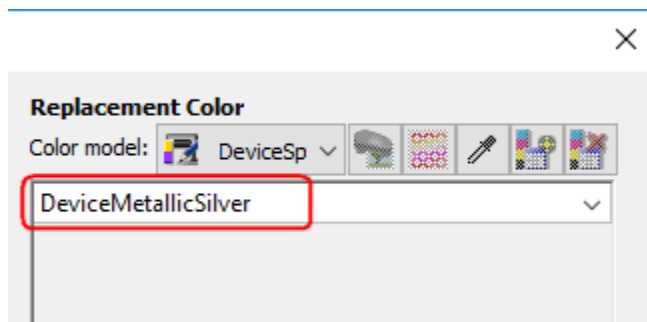 Replacement Color
Color model: DeviceSp
DeviceMetallicSilver